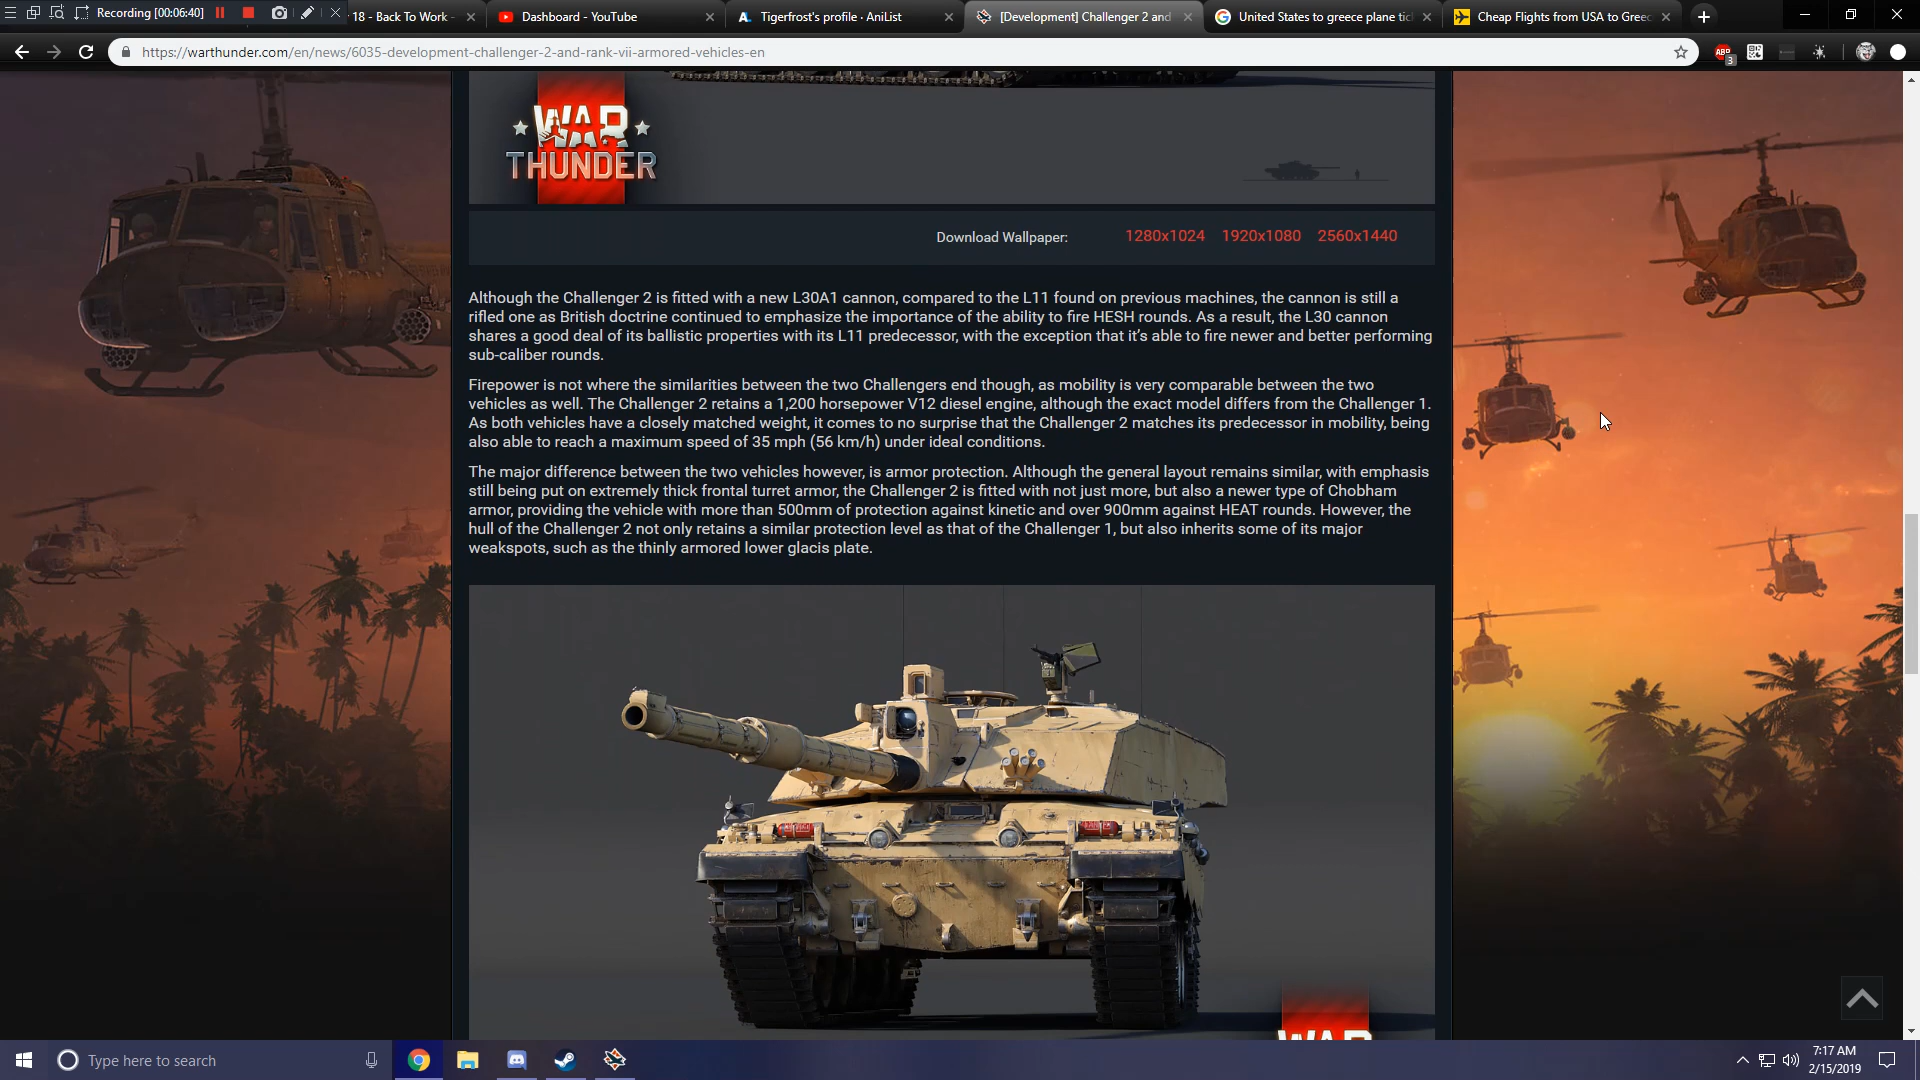 Recording [00:06:40]
18 - Back To Work -
Dashboard - YouTube
Tigerfrost's profile · AniList
[Development] Challenger 2 and
United States to greece plane tic
Cheap Flights from USA to Greec
https://warthunder.com/en/news/6035-development-challenger-2-and-rank-vii-armored-vehicles-en
ABP
3
WAR
THUNDER
Download Wallpaper: 1280x1024 1920x1080 2560x1440
Although the Challenger 2 is fitted with a new L30A1 cannon, compared to the L11 found on previous machines, the cannon is still a
rifled one as British doctrine continued to emphasize the importance of the ability to fire HESH rounds. As a result, the L30 cannon
shares a good deal of its ballistic properties with its L11 predecessor, with the exception that it's able to fire newer and better performing
sub-caliber rounds.
Firepower is not where the similarities between the two Challengers end though, as mobility is very comparable between the two
vehicles as well. The Challenger 2 retains a 1,200 horsepower V12 diesel engine, although the exact model differs from the Challenger 1.
As both vehicles have a closely matched weight, it comes to no surprise that the Challenger 2 matches its predecessor in mobility, being
also able to reach a maximum speed of 35 mph (56 km/h) under ideal conditions.
The major difference between the two vehicles however, is armor protection. Although the general layout remains similar, with emphasis
still being put on extremely thick frontal turret armor, the Challenger 2 is fitted with not just more, but also a newer type of Chobham
armor, providing the vehicle with more than 500mm of protection against kinetic and over 900mm against HEAT rounds. However, the
hull of the Challenger 2 not only retains a similar protection level as that of the Challenger 1, but also inherits some of its major
weakspots, such as the thinly armored lower glacis plate.
WAR
Type here to search
7:17 AM
2/15/2019